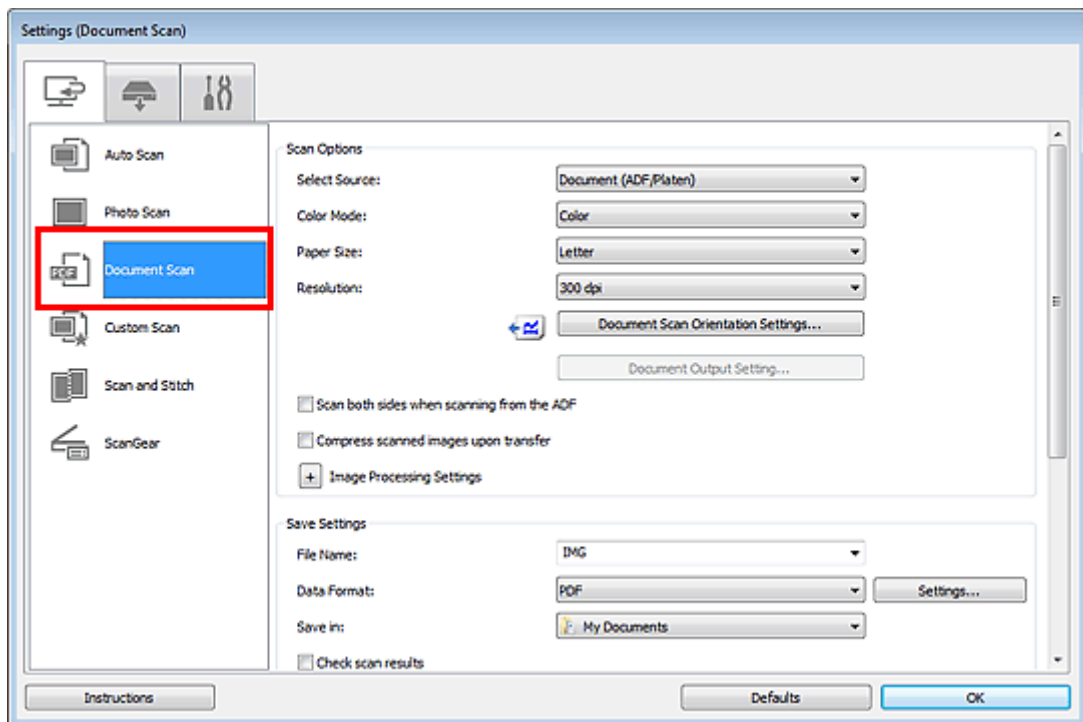 Settings (Document Scan)
Auto Scan
Photo Scan
PDF Document Scan
Custom Scan
Scan and Stitch
ScanGear
Scan Options
Select Source: Document (ADF/Platen)
Color Mode: Color
Paper Size: Letter
Resolution: 300 dpi
R Document Scan Orientation Settings...
Document Output Setting...
Scan both sides when scanning from the ADF
Compress scanned images upon transfer
+ Image Processing Settings
Save Settings
File Name: IMG
Data Format: PDF Settings...
Save in: My Documents
Check scan results
Instructions Defaults OK